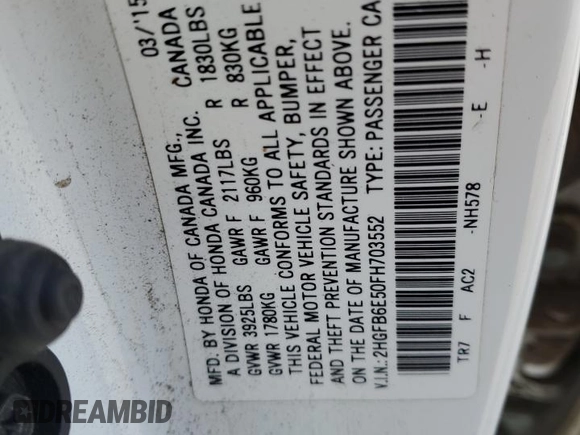 MFD. BY HONDA OF CANADA MFG., CANADA 03/'15
A DIVISION OF HONDA CANADA INC.
GVWR 3925LBS GAWR F 2117LBS R 1830LBS
GVWR 1780KG GAWR F 960KG R 830KG
THIS VEHICLE CONFORMS TO ALL APPLICABLE
FEDERAL MOTOR VEHICLE SAFETY, BUMPER,
AND THEFT PREVENTION STANDARDS IN EFFECT
ON THE DATE OF MANUFACTURE SHOWN ABOVE.
V.I.N.:2HGFB6E50FH703552 TYPE: PASSENGER CA
TR7 F AC2 -NH578 -E -H
IDREAMBID